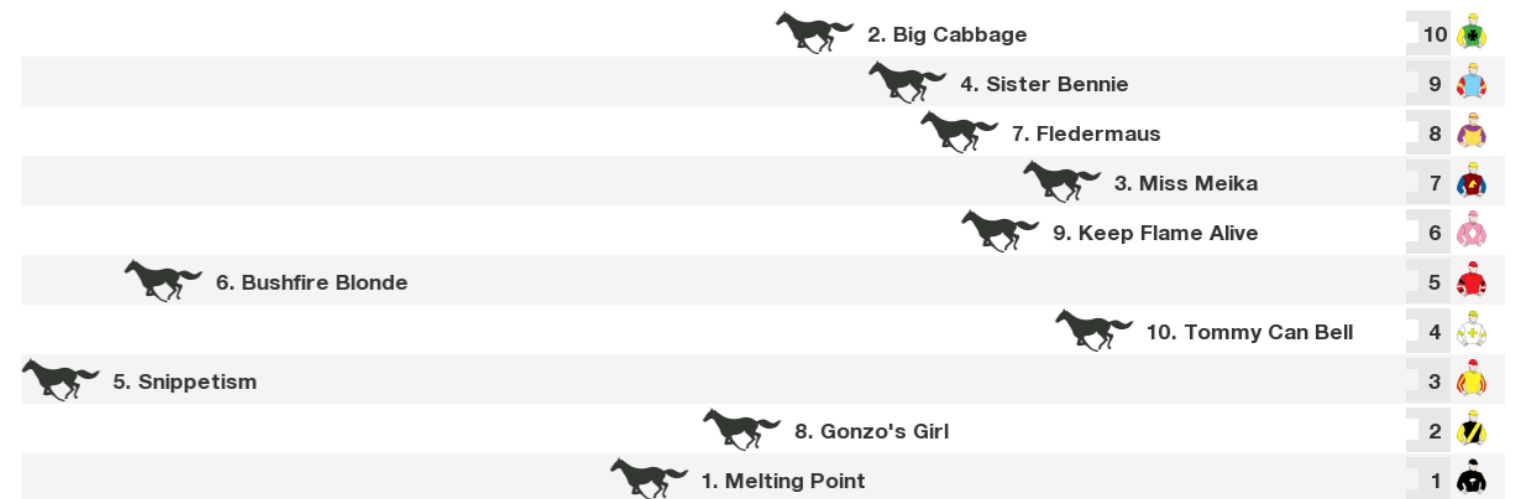 2. Big Cabbage 10
4. Sister Bennie 9
7. Fledermaus 8
3. Miss Meika 7
9. Keep Flame Alive 6
6. Bushfire Blonde 5
10. Tommy Can Bell 4
5. Snippetism 3
8. Gonzo's Girl 2
1. Melting Point 1